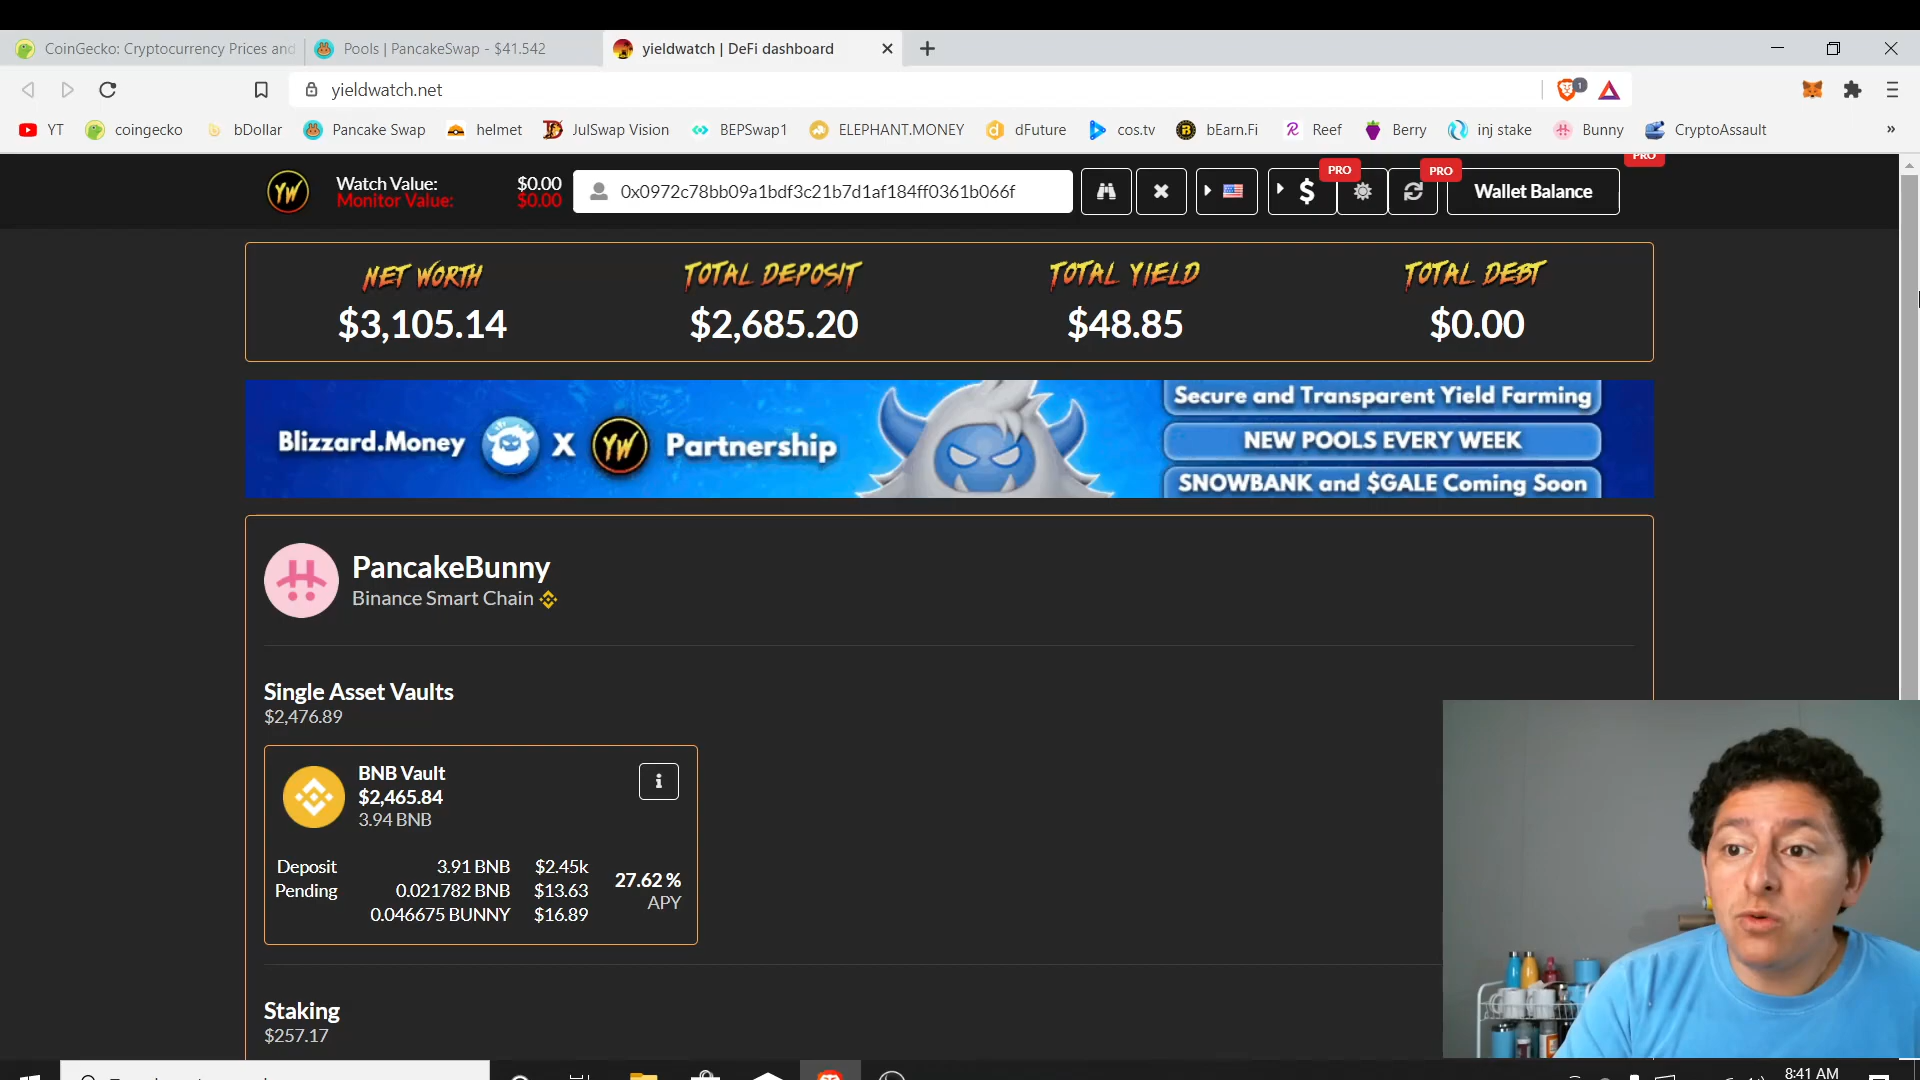 CoinGecko: Cryptocurrency Prices and
Pools | PancakeSwap - $41.542
yieldwatch | DeFi dashboard
yieldwatch.net
1
YT
coingecko
bDollar
Pancake Swap
helmet
JulSwap Vision
BEPSwap1
ELEPHANT.MONEY
dFuture
cos.tv
bEarn.Fi
Reef
Berry
inj stake
Bunny
CryptoAssault
»
YW
Watch Value: $0.00
Monitor Value: $0.00
0x0972c78bb09a1bdf3c21b7d1af184ff0361b066f
$
PRO
PRO
Wallet Balance
PRO
NET WORTH
$3,105.14
TOTAL DEPOSIT
$2,685.20
TOTAL YIELD
$48.85
TOTAL DEBT
$0.00
Blizzard.Money X YW Partnership
Secure and Transparent Yield Farming
NEW POOLS EVERY WEEK
SNOWBANK and $GALE Coming Soon
PancakeBunny
Binance Smart Chain
Single Asset Vaults
$2,476.89
BNB Vault
$2,465.84
3.94 BNB
i
Deposit 3.91 BNB $2.45k
Pending 0.021782 BNB $13.63
0.046675 BUNNY $16.89
27.62 %
APY
Staking
$257.17
8:41 AM